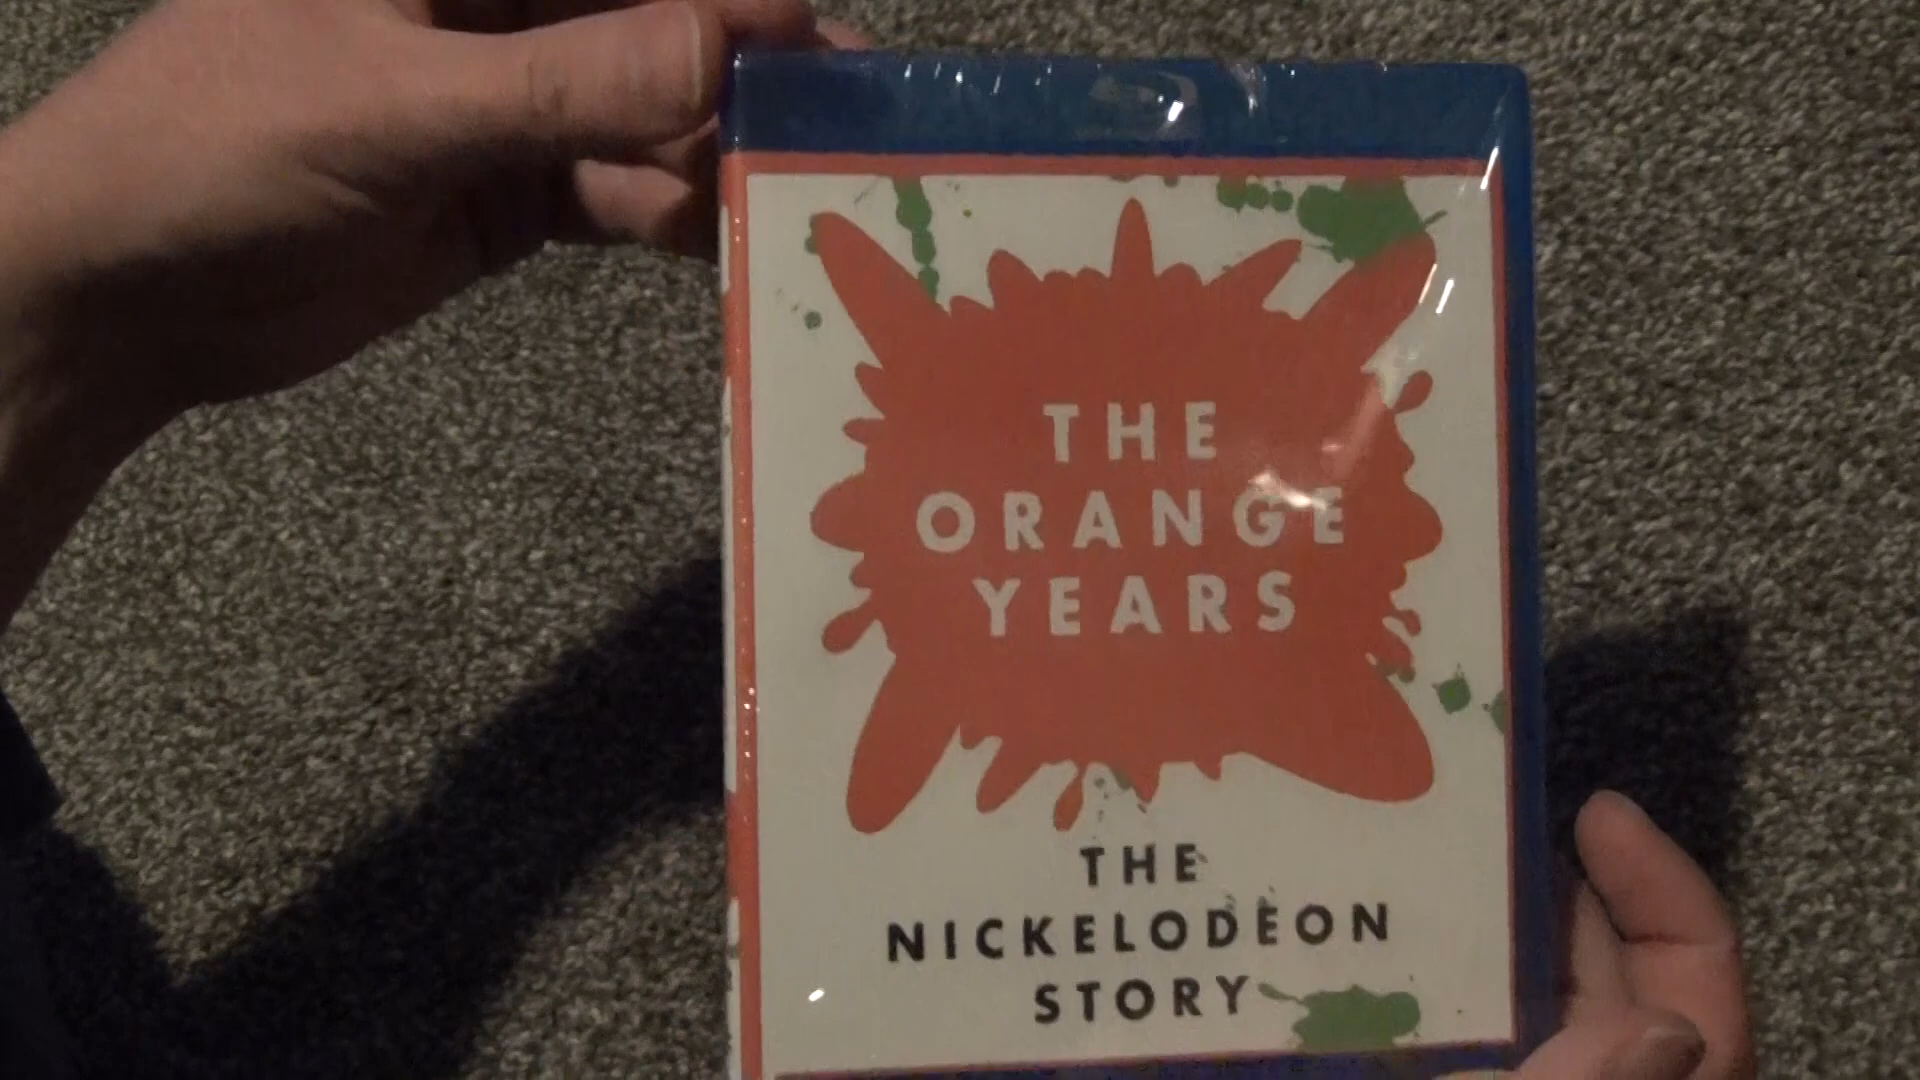 THE
ORANGE
YEARS
THE
NICKELODEON
STORY